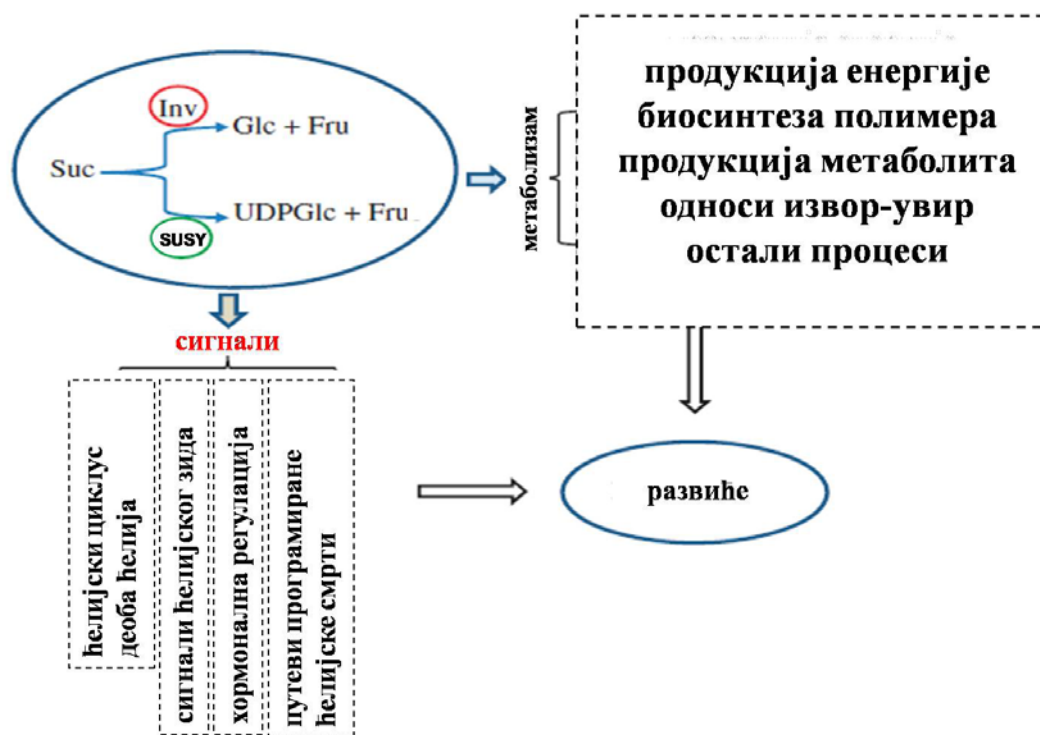 Inv
Glc + Fru
Suc
UDPGlc + Fru
SUSY
метаболизам
продукција енергије
биосинтеза полимера
продукција метаболита
односи извор-увир
остали процеси
сигнали
ћелијски циклус
деоба ћелија
сигнали ћелијског зида
хормонална регулација
путеви програмиране
ћелијске смрти
развиће